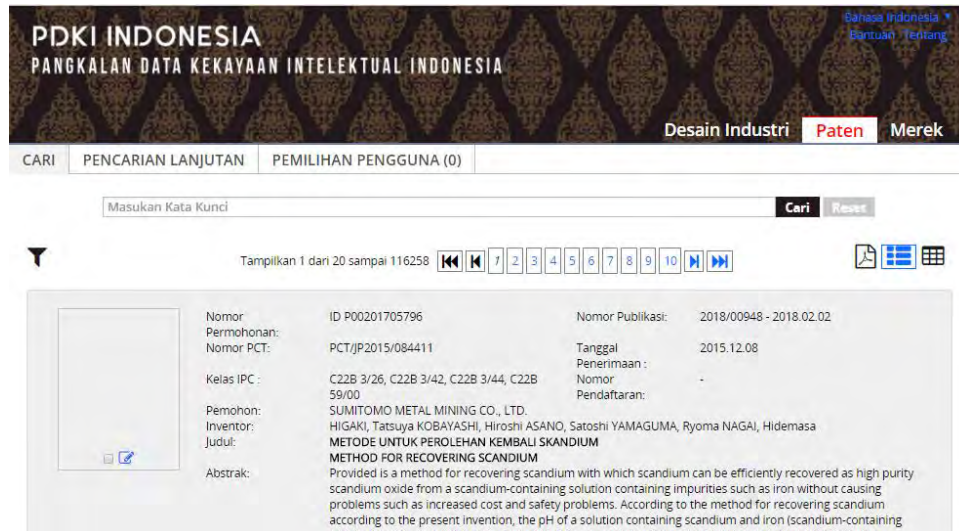 Bahasa Indonesia
Bantuan Tentang
PDKI INDONESIA
PANGKALAN DATA KEKAYAAN INTELEKTUAL INDONESIA
Desain Industri Paten Merek
CARI PENCARIAN LANJUTAN PEMILIHAN PENGGUNA (0)
Masukan Kata Kunci Cari Reset
Tampilkan 1 dari 20 sampai 116258 1 2 3 4 5 6 7 8 9 10
Nomor Permohonan: ID P00201705796 Nomor Publikasi: 2018/00948 - 2018.02.02
Nomor PCT: PCT/JP2015/084411 Tanggal Penerimaan : 2015.12.08
Kelas IPC : C22B 3/26, C22B 3/42, C22B 3/44, C22B 59/00 Nomor Pendaftaran: -
Pemohon: SUMITOMO METAL MINING CO., LTD.
Inventor: HIGAKI, Tatsuya KOBAYASHI, Hiroshi ASANO, Satoshi YAMAGUMA, Ryoma NAGAI, Hidemasa
Judul: METODE UNTUK PEROLEHAN KEMBALI SKANDIUM
METHOD FOR RECOVERING SCANDIUM
Abstrak: Provided is a method for recovering scandium with which scandium can be efficiently recovered as high purity
scandium oxide from a scandium-containing solution containing impurities such as iron without causing
problems such as increased cost and safety problems. According to the method for recovering scandium
according to the present invention, the pH of a solution containing scandium and iron (scandium-containing